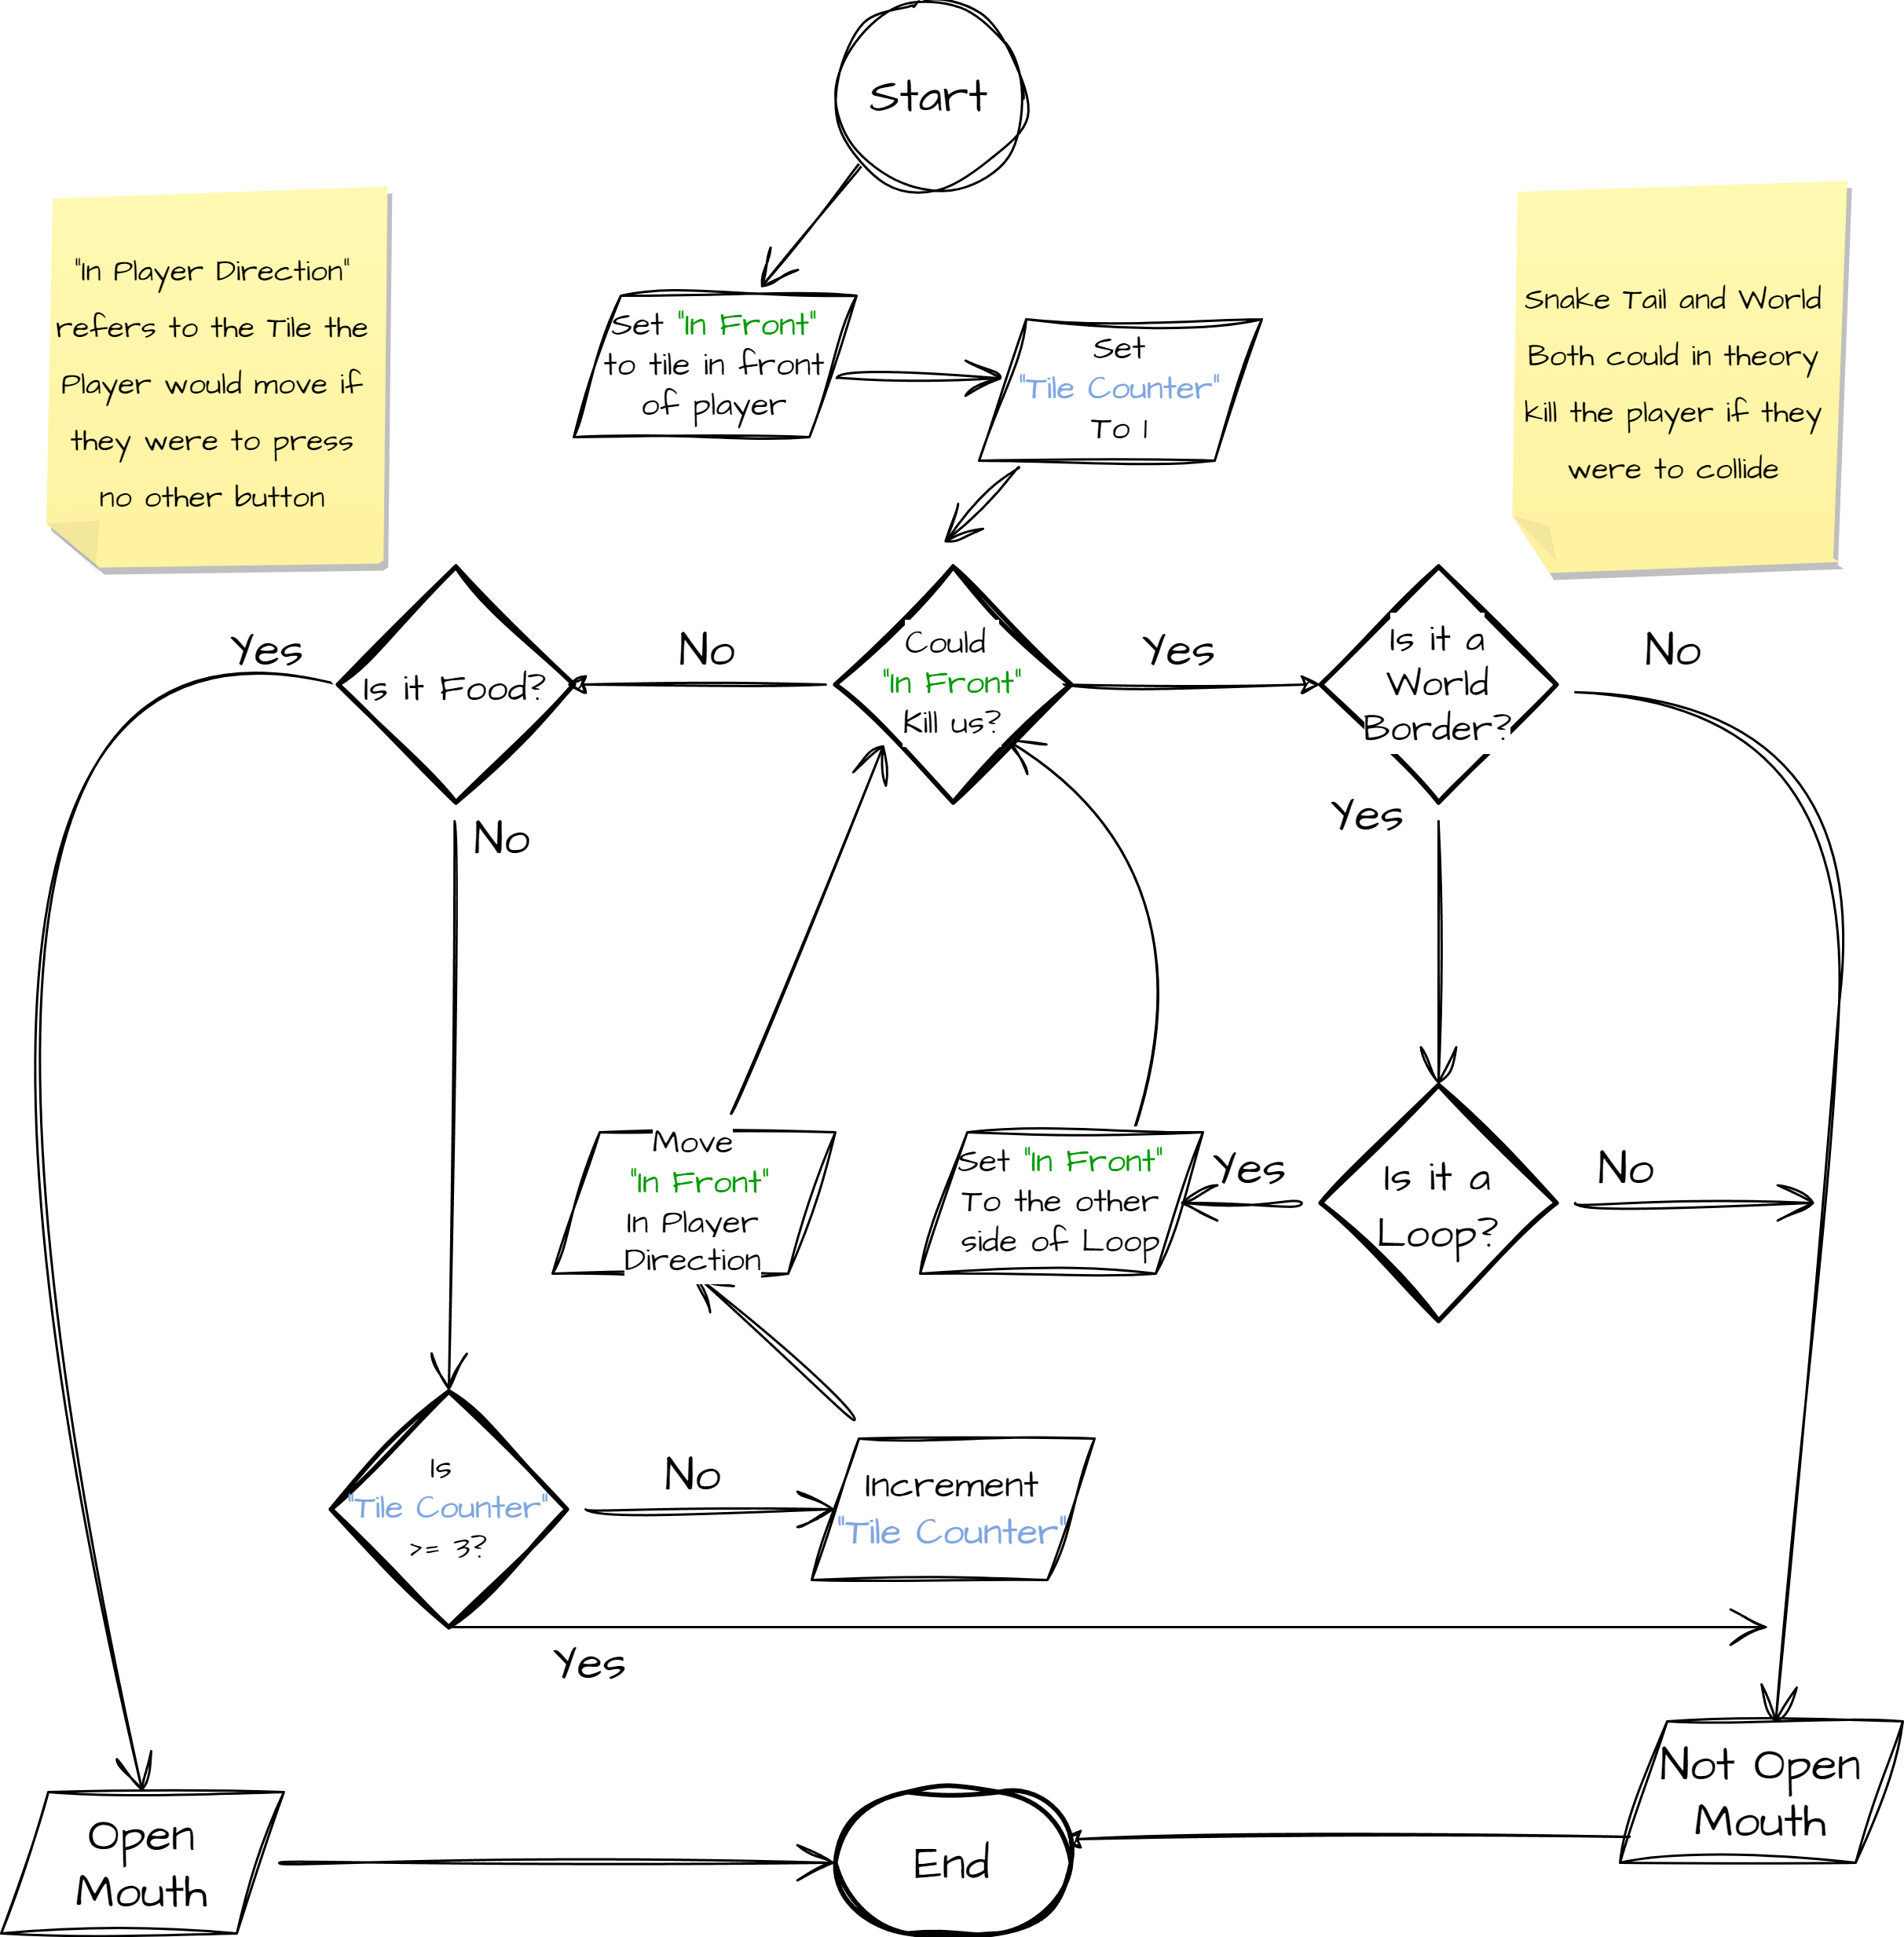 Start
"In Player Direction"
refers to the Tile the
Player would move if
they were to press
no other button
Snake Tail and World
Both could in theory
kill the player if they
were to collide
Set "In Front"
to tile in front
of player
Set
"Tile Counter"
To 1
Yes
Is it Food?
No
Could
"In Front"
Kill us?
Yes
Is it a
World
Border?
No
No
Yes
Move
"In Front"
In Player
Direction
Set "In Front"
To the other
side of Loop
Yes
Is it a
Loop?
No
Is
"Tile Counter"
>= 3?
No
Increment
"Tile Counter"
Yes
Open
Mouth
End
Not Open
Mouth